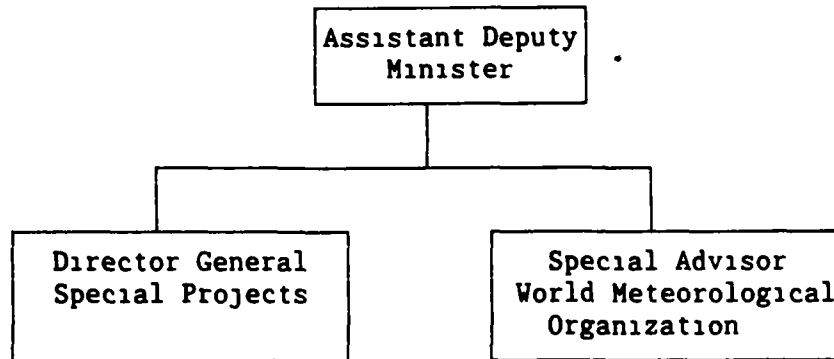 Assistant Deputy
Minister
Director General
Special Projects
Special Advisor
World Meteorological
Organization